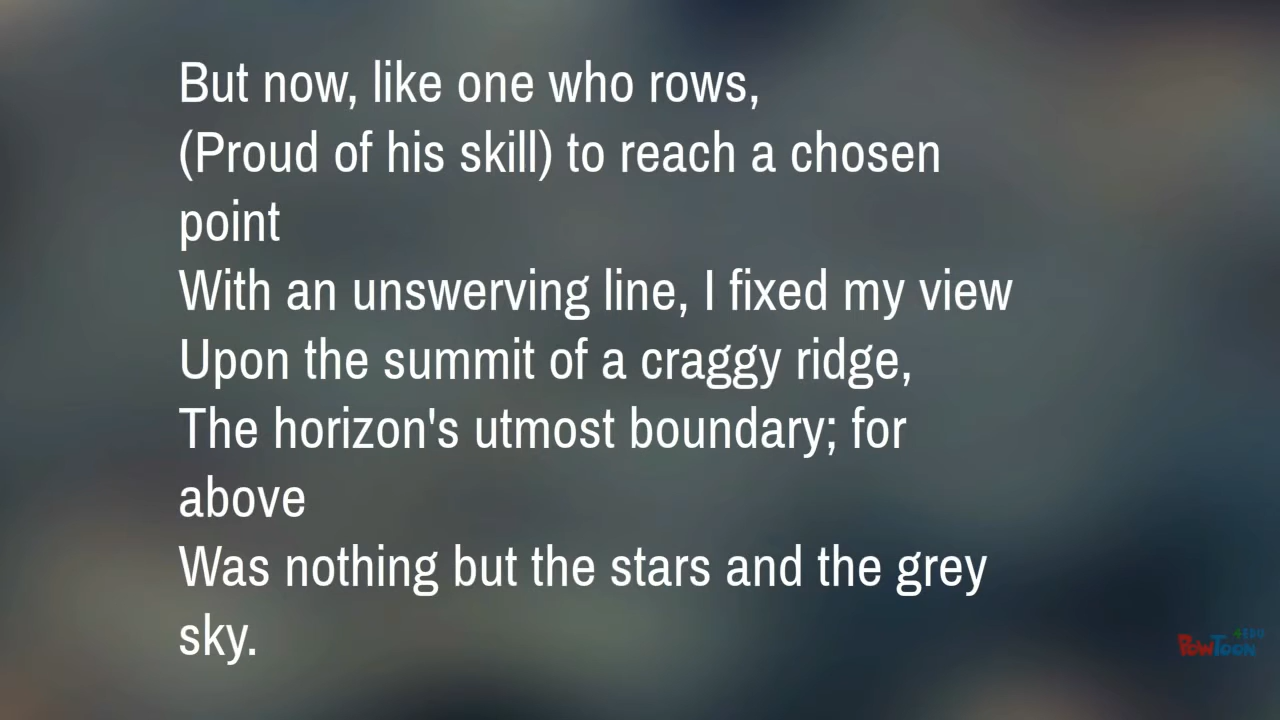 But now, like one who rows,
(Proud of his skill) to reach a chosen
point
With an unswerving line, I fixed my view
Upon the summit of a craggy ridge,
The horizon's utmost boundary; for
above
Was nothing but the stars and the grey
sky.
4EDU
POWTOON